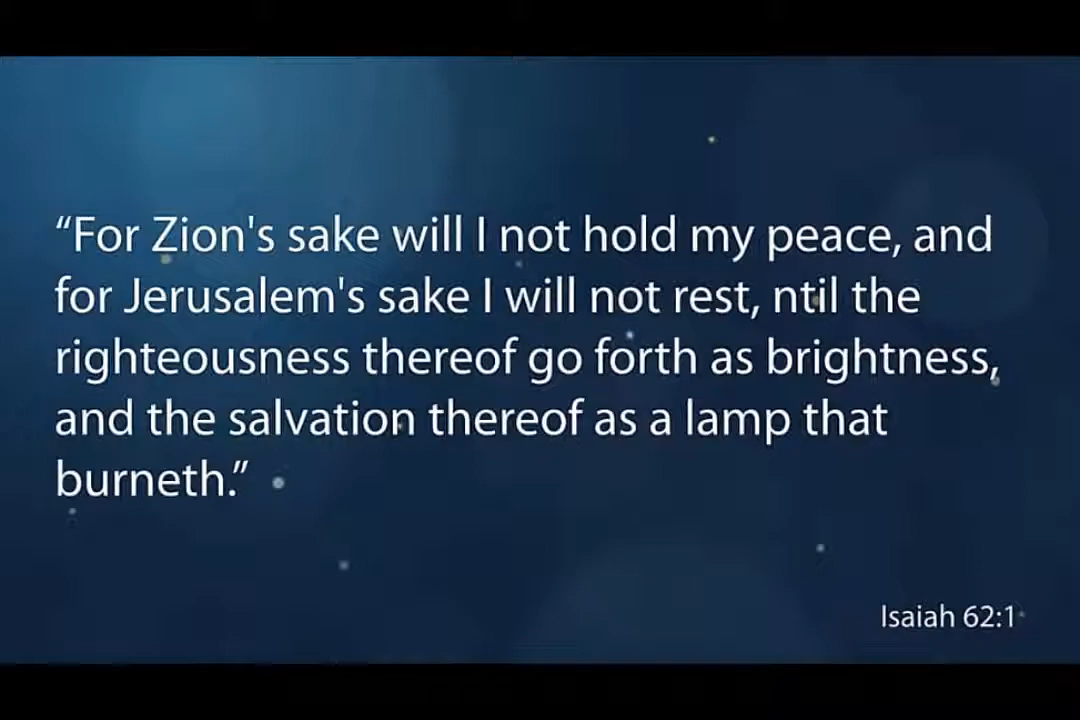 “For Zion's sake will I not hold my peace, and
for Jerusalem's sake I will not rest, ntil the
righteousness thereof go forth as brightness,
and the salvation thereof as a lamp that
burneth.”
Isaiah 62:1